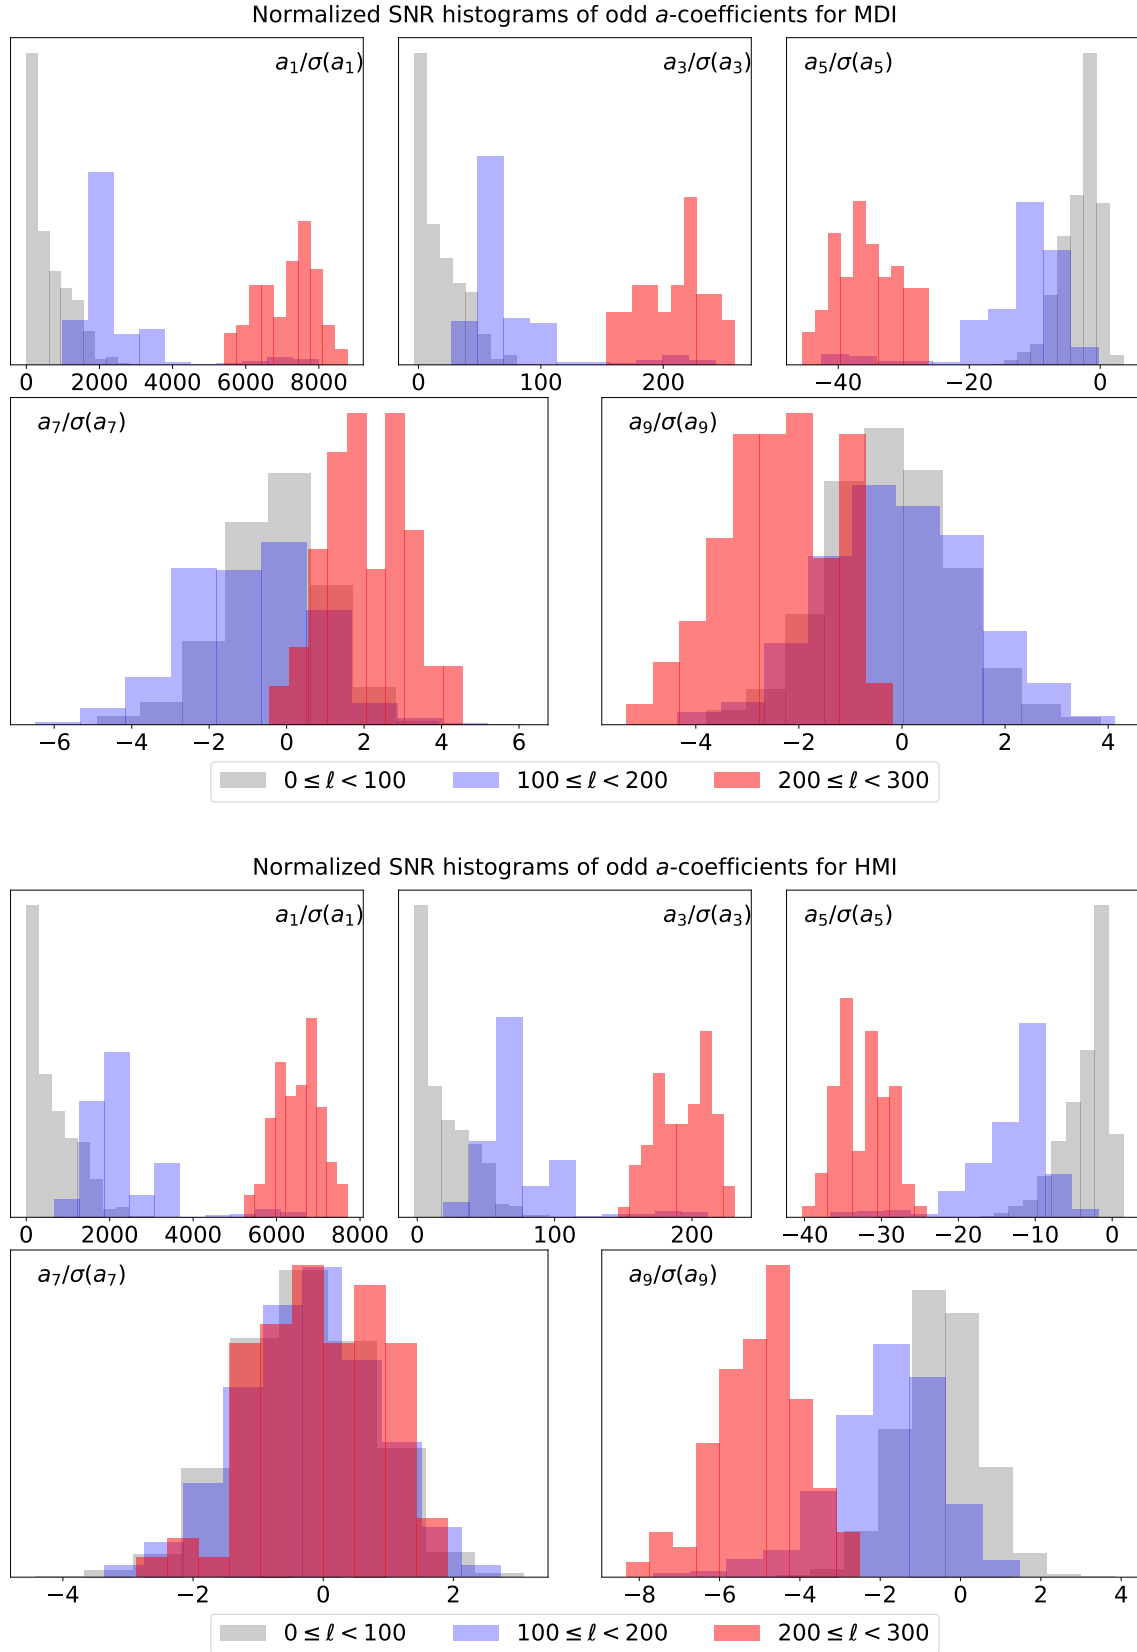 Normalized SNR histograms of odd a-coefficients for MDI
a₁/σ(a₁) a₃/σ(a₃) a₅/σ(a₅)
0 2000 4000 6000 8000 0 100 200 −40 −20 0
a₇/σ(a₇) a₉/σ(a₉)
−6 −4 −2 0 2 4 6 −4 −2 0 2 4
0 ≤ ℓ < 100 100 ≤ ℓ < 200 200 ≤ ℓ < 300
Normalized SNR histograms of odd a-coefficients for HMI
a₁/σ(a₁) a₃/σ(a₃) a₅/σ(a₅)
0 2000 4000 6000 8000 0 100 200 −40 −30 −20 −10 0
a₇/σ(a₇) a₉/σ(a₉)
−4 −2 0 2 −8 −6 −4 −2 0 2 4
0 ≤ ℓ < 100 100 ≤ ℓ < 200 200 ≤ ℓ < 300